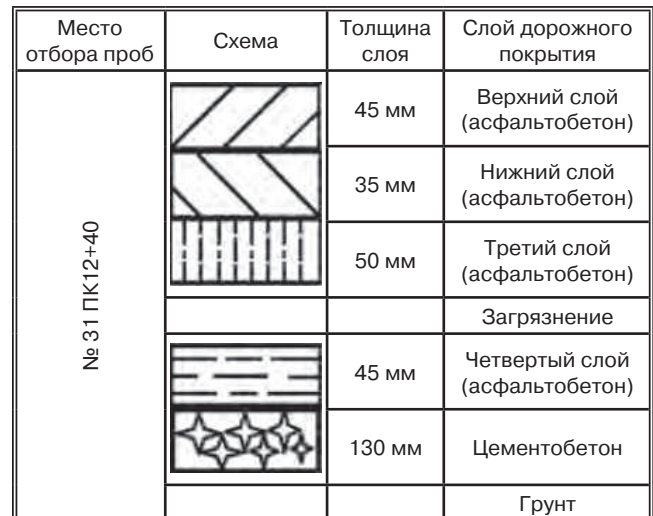 Место
отбора проб
Схема
Толщина
слоя
Слой дорожного
покрытия
№ 31 ПК12+40
45 мм
Верхний слой
(асфальтобетон)
35 мм
Нижний слой
(асфальтобетон)
50 мм
Третий слой
(асфальтобетон)
Загрязнение
45 мм
Четвертый слой
(асфальтобетон)
130 мм
Цементобетон
Грунт